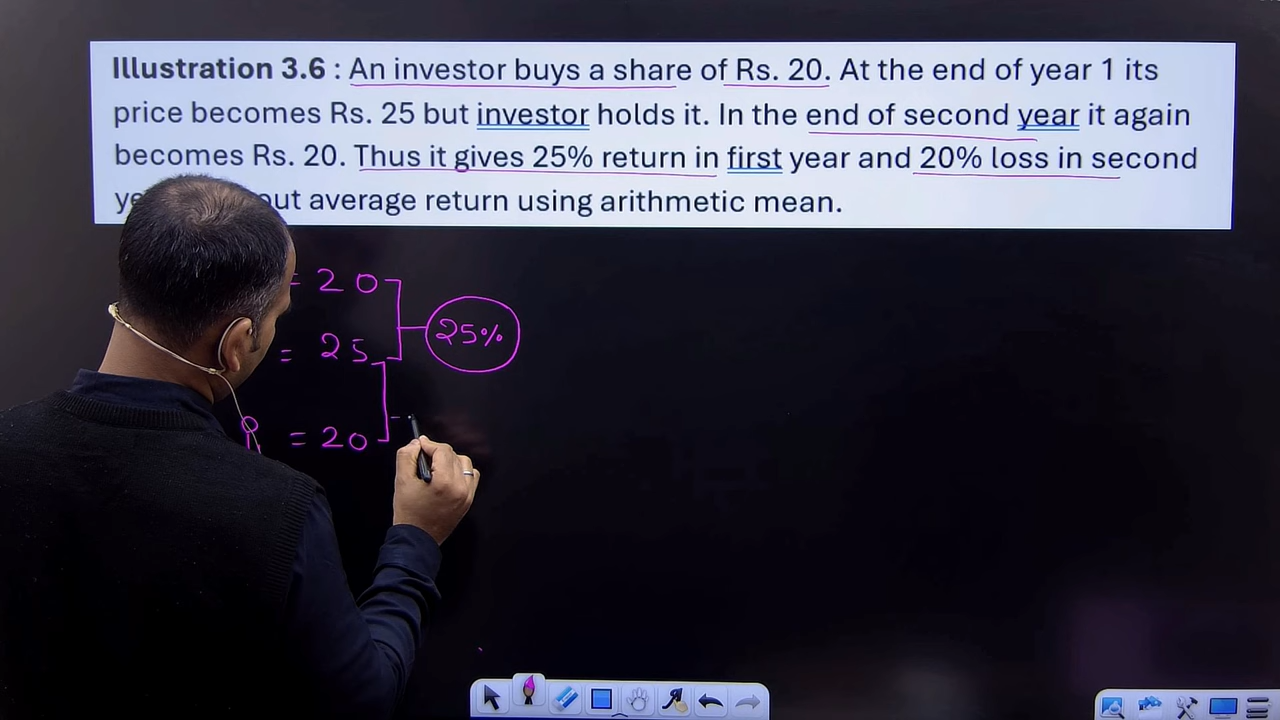 Illustration 3.6 : An investor buys a share of Rs. 20. At the end of year 1 its
price becomes Rs. 25 but investor holds it. In the end of second year it again
becomes Rs. 20. Thus it gives 25% return in first year and 20% loss in second
average return using arithmetic mean.
= 20
25%
= 25
= 20